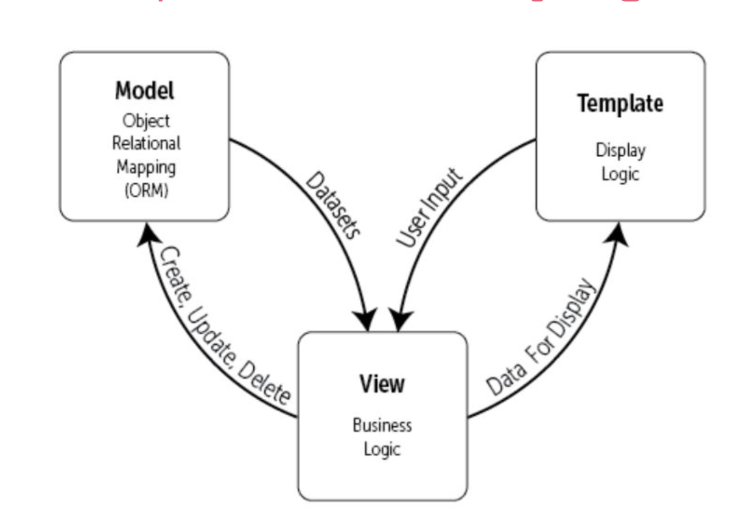 Model
Object
Relational
Mapping
(ORM)
Template
Display
Logic
Datasets
User Input
Create, Update, Delete
Data For Display
View
Business
Logic